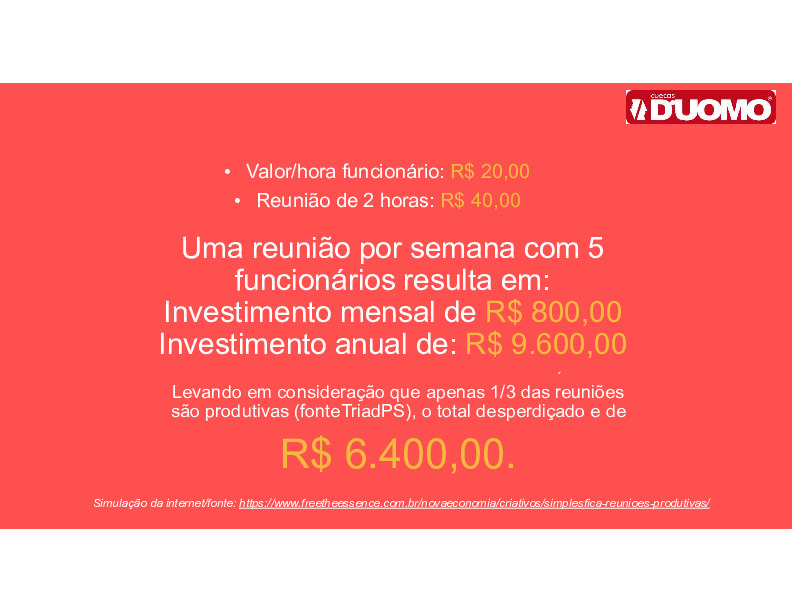 cuecas
D'UOMO
• Valor/hora funcionário: R$ 20,00
• Reunião de 2 horas: R$ 40,00
Uma reunião por semana com 5
funcionários resulta em:
Investimento mensal de R$ 800,00
Investimento anual de: R$ 9.600,00
Levando em consideração que apenas 1/3 das reuniões
são produtivas (fonteTriadPS), o total desperdiçado e de
R$ 6.400,00.
Simulação da internet/fonte: https://www.freetheessence.com.br/novaeconomia/criativos/simplesfica-reunioes-produtivas/